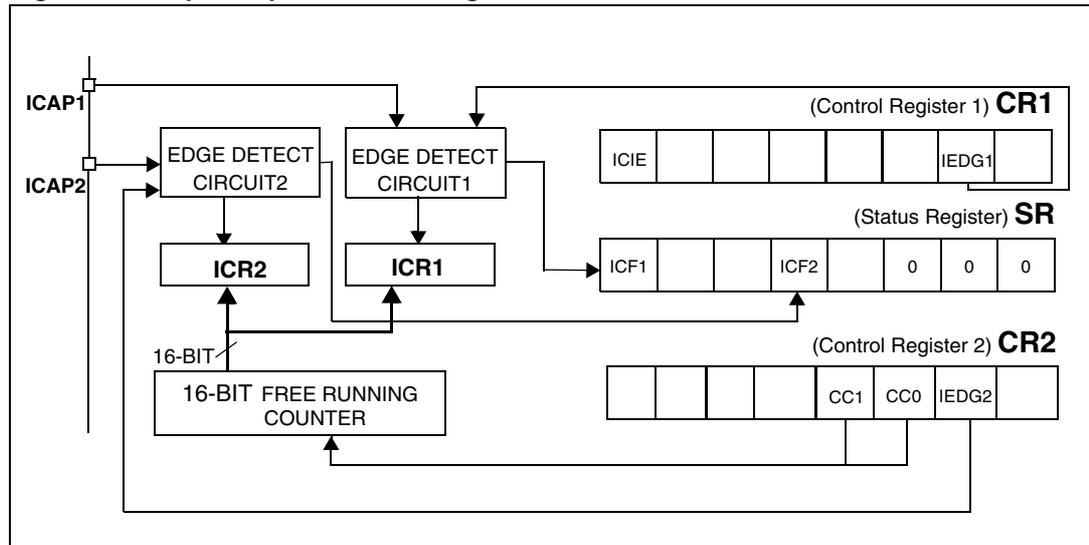 ICAP1
ICAP2
EDGE DETECT
CIRCUIT2
EDGE DETECT
CIRCUIT1
ICR2
ICR1
16-BIT
16-BIT FREE RUNNING
COUNTER
(Control Register 1) CR1
ICIE IEDG1
(Status Register) SR
ICF1 ICF2 0 0 0
(Control Register 2) CR2
CC1 CC0 IEDG2